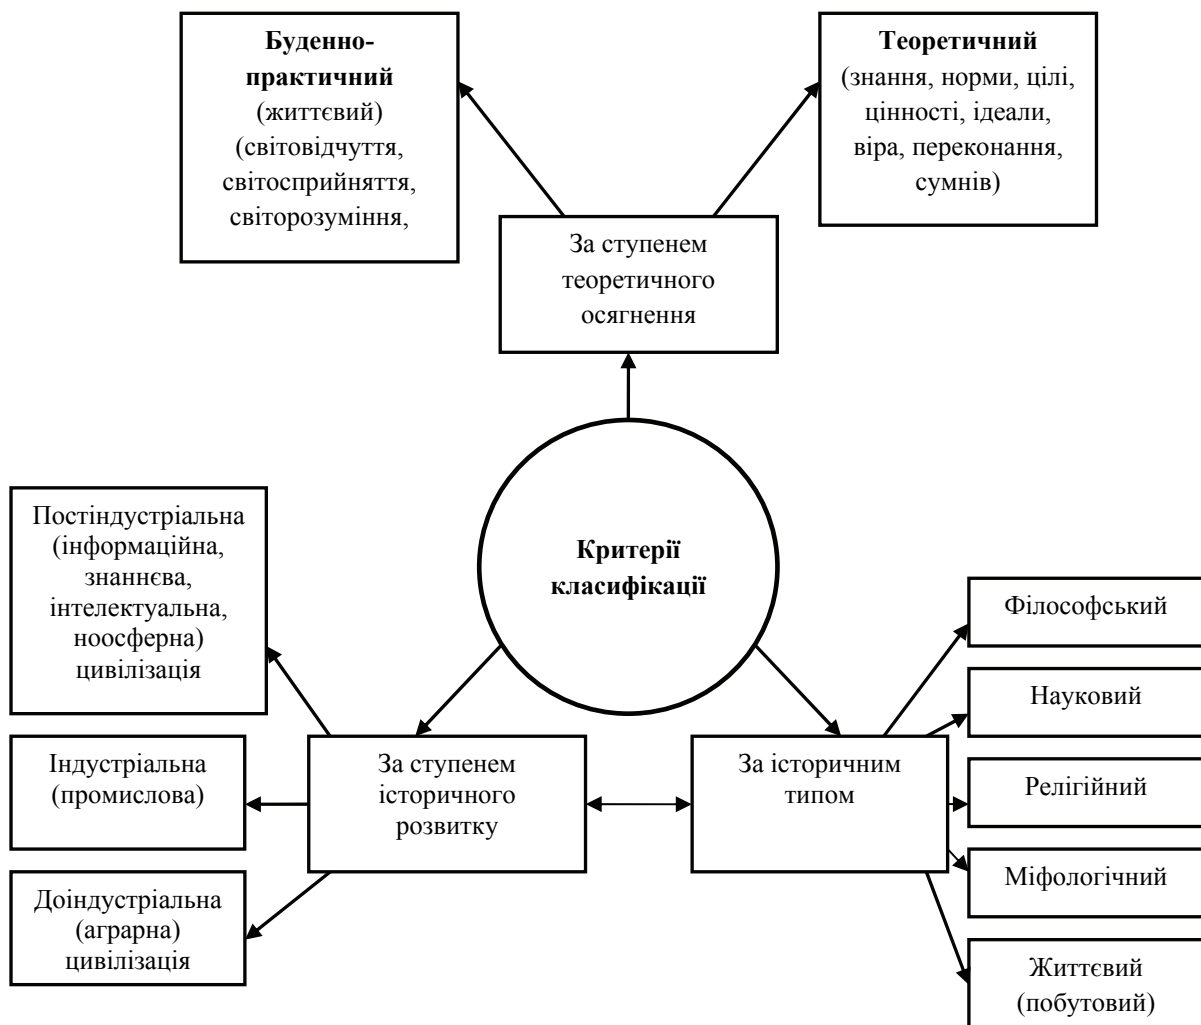 Буденно-
практичний
(життєвий)
(світовідчуття,
світосприйняття,
світорозуміння,
Теоретичний
(знання, норми, цілі,
цінності, ідеали,
віра, переконання,
сумнів)
За ступенем
теоретичного
осягнення
Критерії
класифікації
Постіндустріальна
(інформаційна,
знаннєва,
інтелектуальна,
ноосферна)
цивілізація
Індустріальна
(промислова)
Доіндустріальна
(аграрна)
цивілізація
За ступенем
історичного
розвитку
За історичним
типом
Філософський
Науковий
Релігійний
Міфологічний
Життєвий
(побутовий)